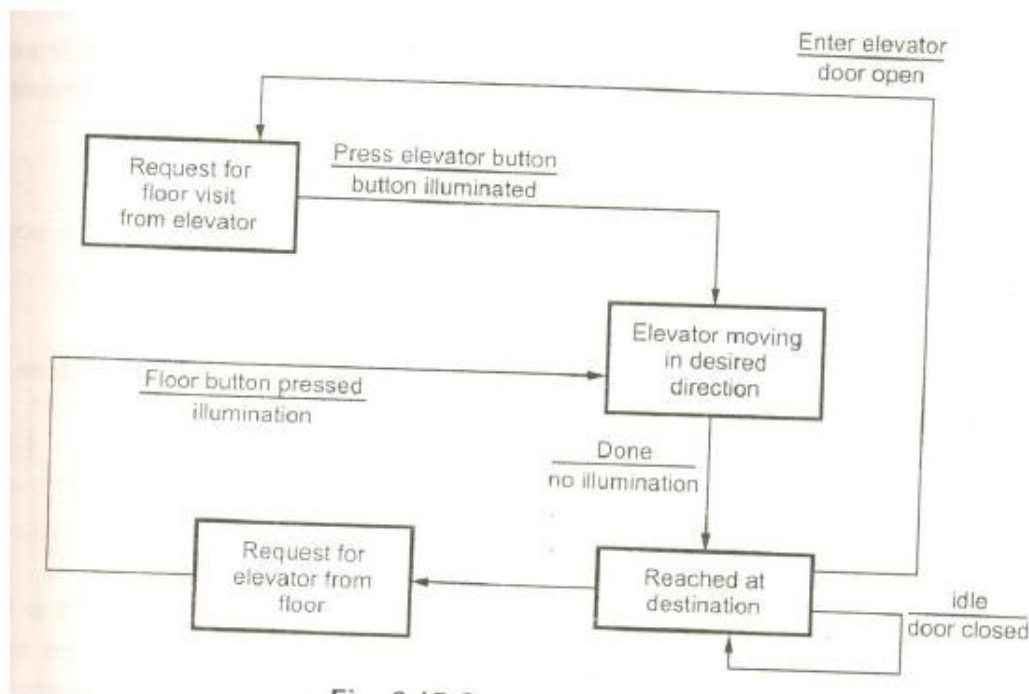 Enter elevator
door open
Request for
floor visit
from elevator
Press elevator button
button illuminated
Elevator moving
in desired
direction
Floor button pressed
illumination
Done
no illumination
Request for
elevator from
floor
Reached at
destination
idle
door closed